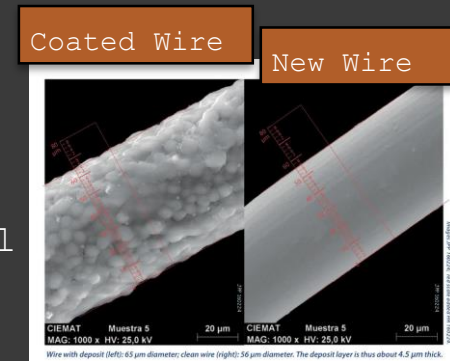 Coated Wire
New Wire
l
CIEMAT Muestra 5 20 µm
MAG: 1000 x HV: 25,0 kV
CIEMAT Muestra 5 20 µm
MAG: 1000 x HV: 25,0 kV
Wire with deposit (left): 65 µm diameter; clean wire (right): 56 µm diameter. The deposit layer is thus about 4.5 µm thick.